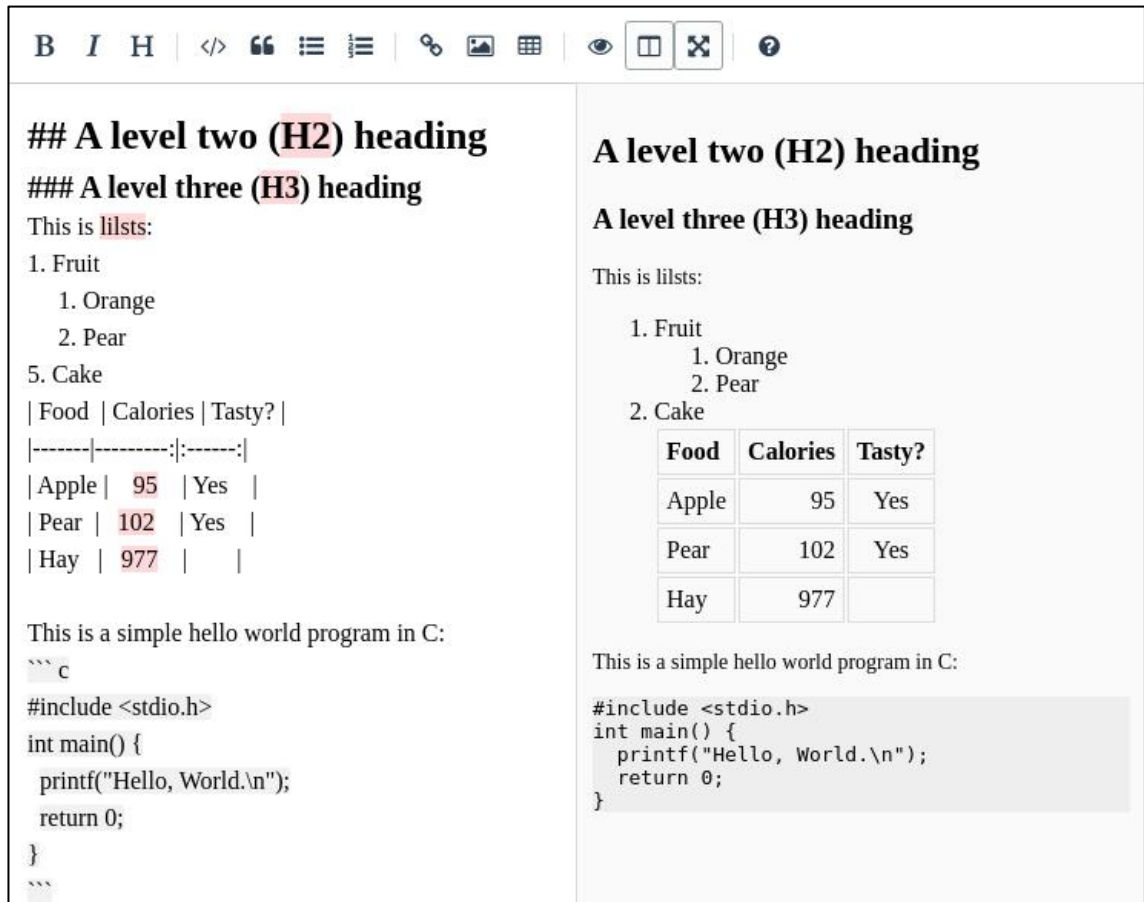 B I H
## A level two (H2) heading
### A level three (H3) heading
This is lilsts:
1. Fruit
1. Orange
2. Pear
5. Cake
| Food | Calories | Tasty? |
|-------|---------:|:------:|
| Apple | 95 | Yes |
| Pear | 102 | Yes |
| Hay | 977 | |
This is a simple hello world program in C:
``` c
#include <stdio.h>
int main() {
printf("Hello, World.\n");
return 0;
}
```
A level two (H2) heading
A level three (H3) heading
This is lilsts:
1. Fruit
1. Orange
2. Pear
2. Cake
Food Calories Tasty?
Apple 95 Yes
Pear 102 Yes
Hay 977
This is a simple hello world program in C:
#include <stdio.h>
int main() {
printf("Hello, World.\n");
return 0;
}